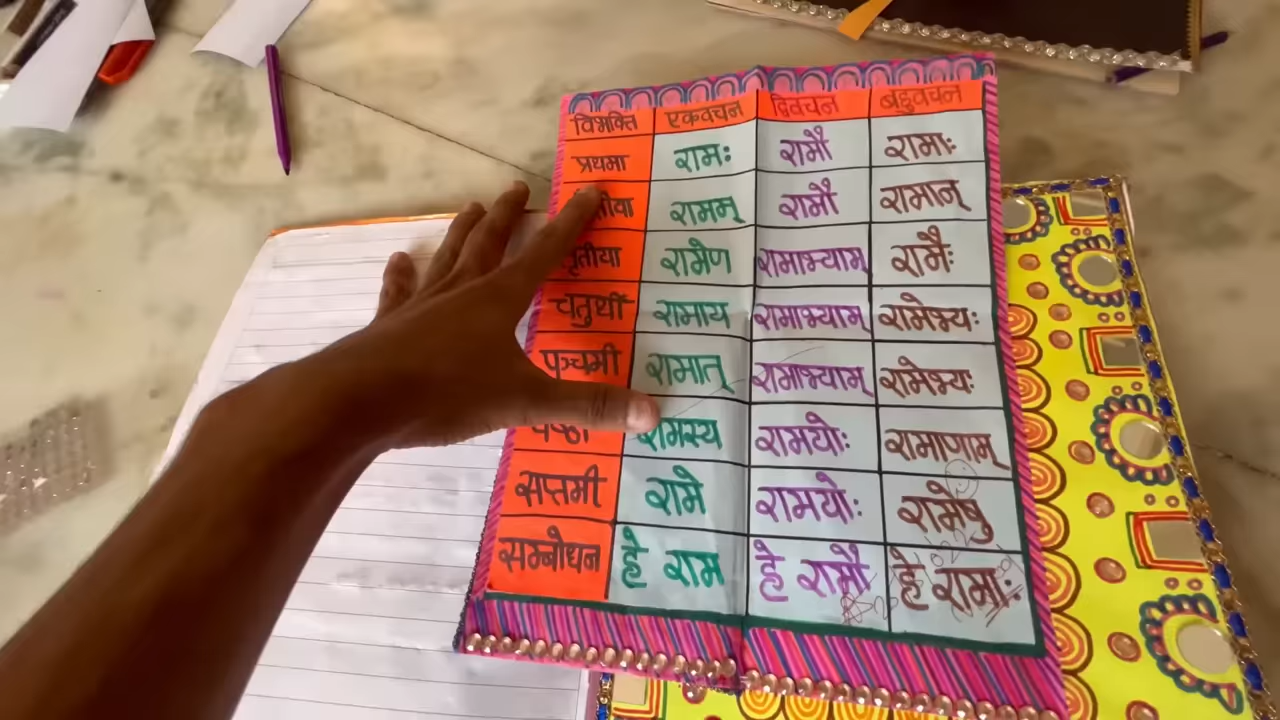 विभक्ति एकवचन द्विवचन बहुवचन
प्रथमा रामः रामौ रामाः
रामम् रामौ रामान्
तृतीया रामेण रामाभ्याम् रामैः
चतुर्थी रामाय रामाभ्याम् रामेभ्यः
पञ्चमी रामात् रामाभ्याम् रामेभ्यः
रामस्य रामयोः रामाणाम्
सप्तमी रामे रामयोः रामेषु
सम्बोधन हे राम हे रामौ हे रामाः